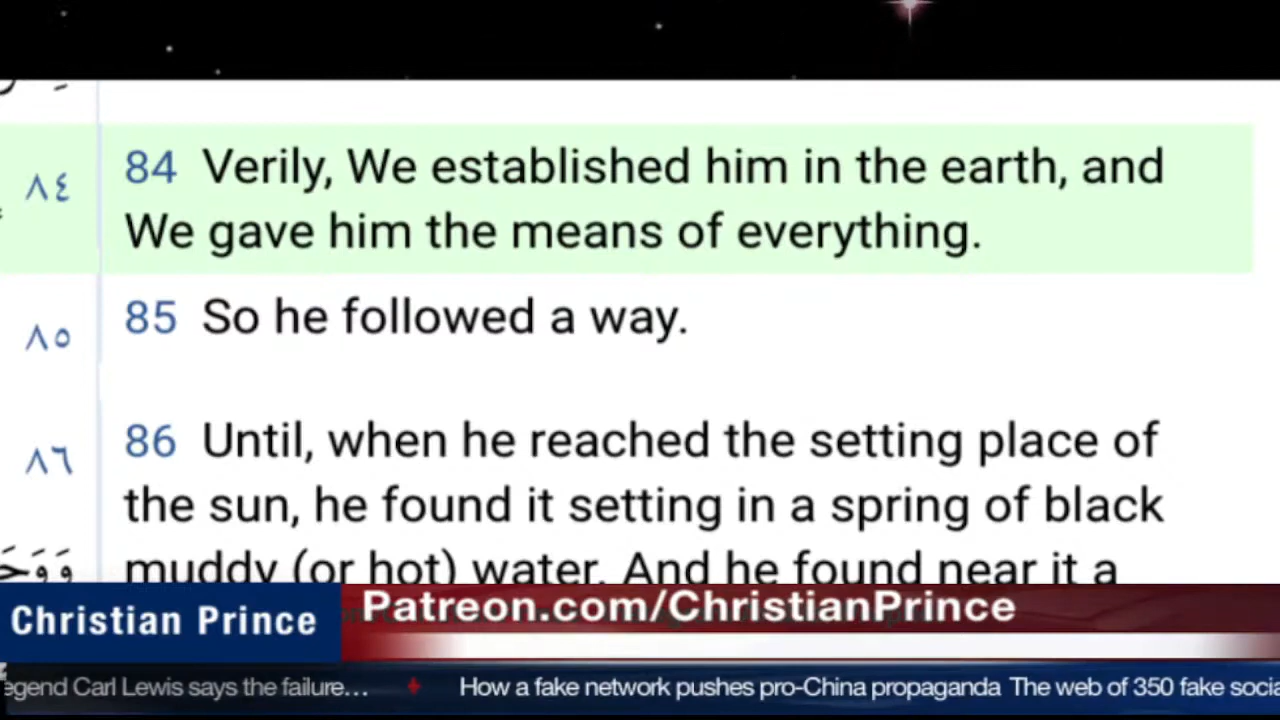 ٨٤
84 Verily, We established him in the earth, and
We gave him the means of everything.
٨٥
85 So he followed a way.
٨٦
86 Until, when he reached the setting place of
the sun, he found it setting in a spring of black
muddy (or hot) water. And he found near it a
Christian Prince
Patreon.com/ChristianPrince
egend Carl Lewis says the failure… How a fake network pushes pro-China propaganda The web of 350 fake socia